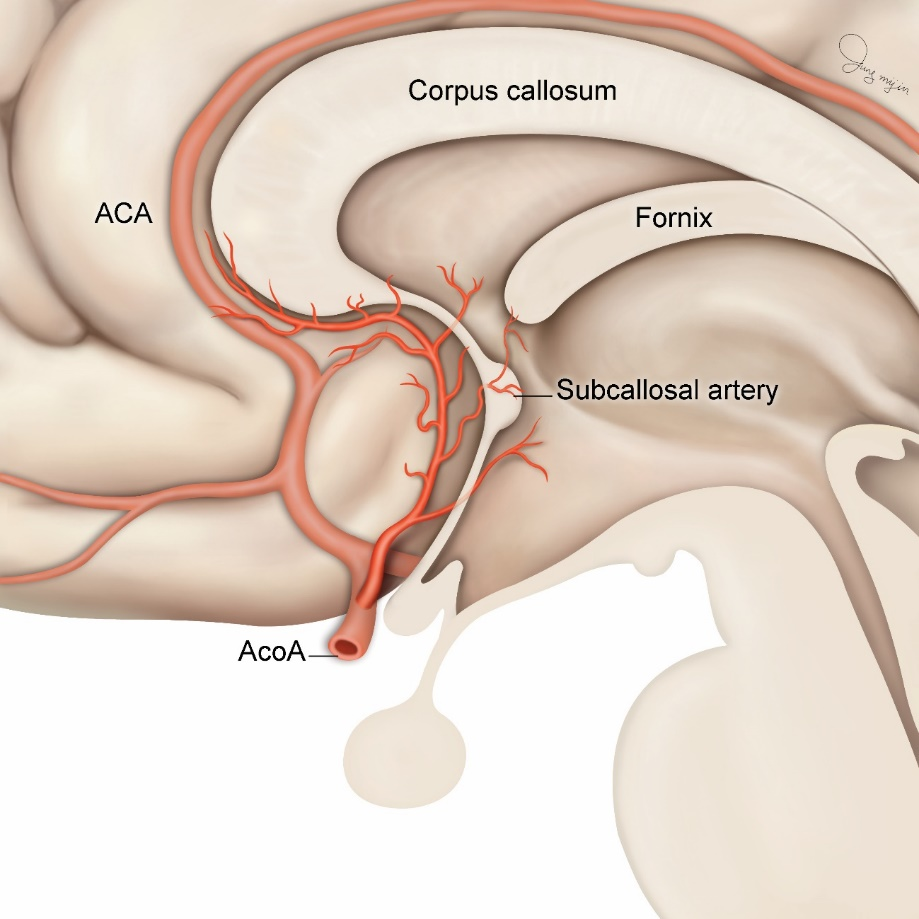 Corpus callosum
ACA
Fornix
Subcallosal artery
AcoA